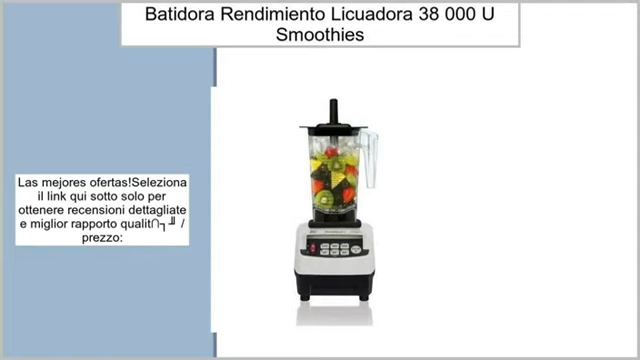 Batidora Rendimiento Licuadora 38 000 U
Smoothies
Las mejores ofertas!Seleziona
il link qui sotto solo per
ottenere recensioni dettagliate
e miglior rapporto qualit∩┐╜ /
prezzo: